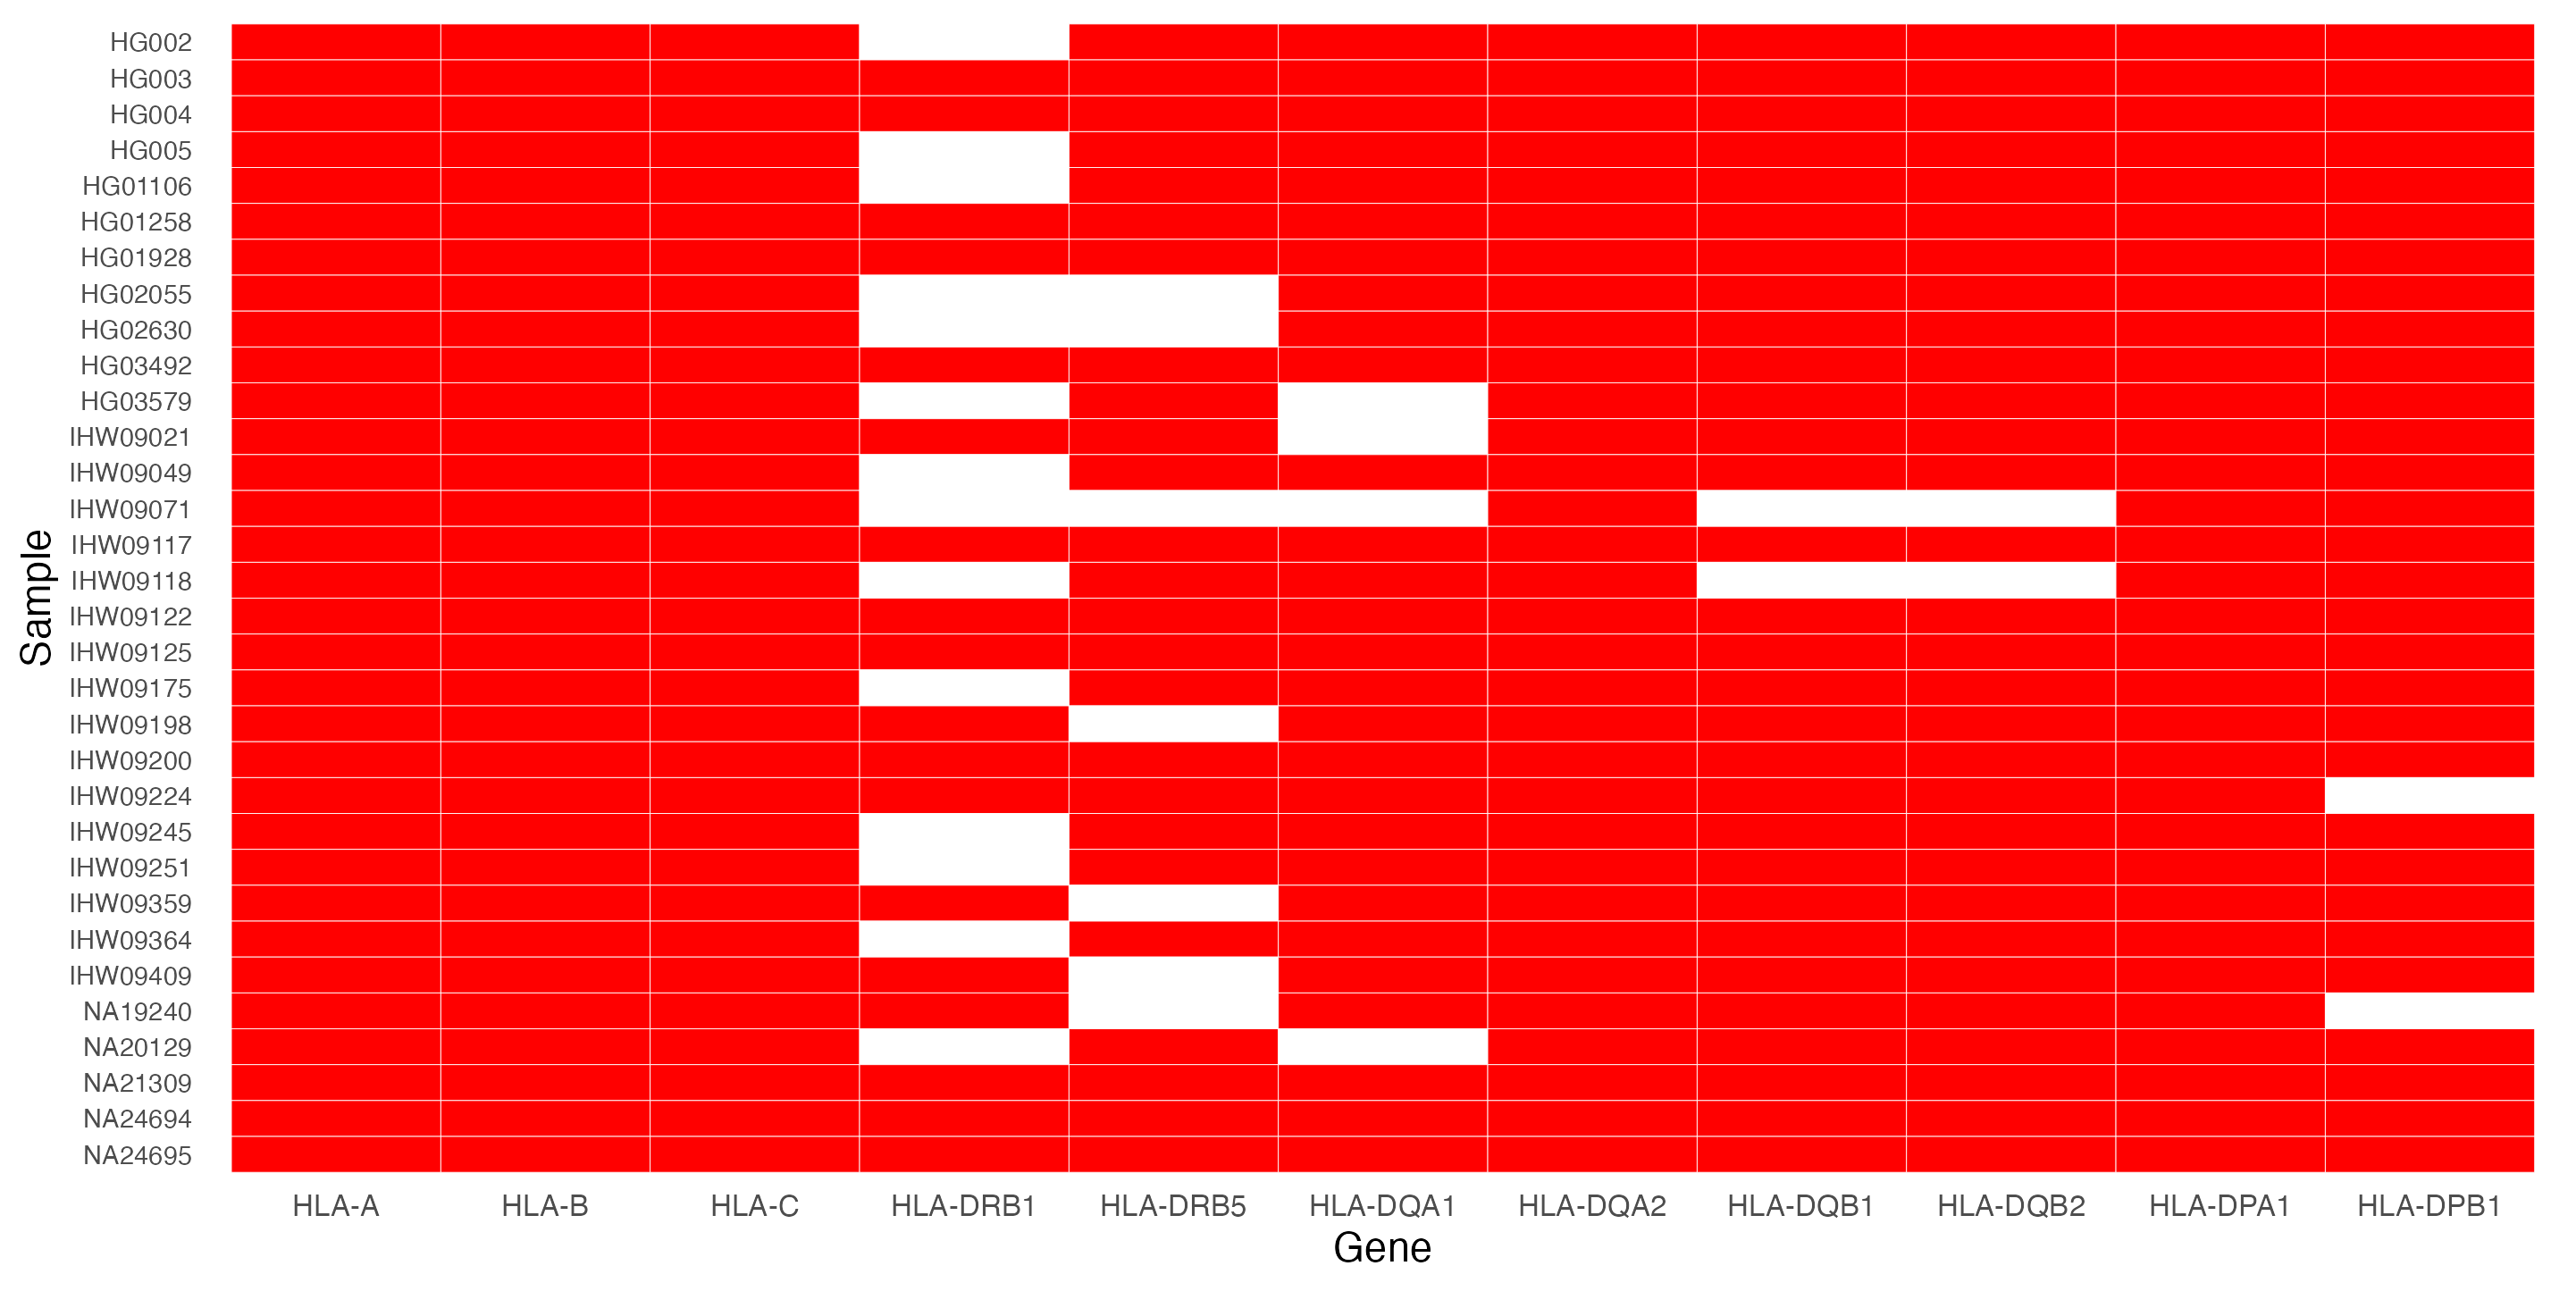 HG002
HG003
HG004
HG005
HG01106
HG01258
HG01928
HG02055
HG02630
HG03492
HG03579
IHW09021
IHW09049
IHW09071
IHW09117
IHW09118
IHW09122
IHW09125
IHW09175
IHW09198
IHW09200
IHW09224
IHW09245
IHW09251
IHW09359
IHW09364
IHW09409
NA19240
NA20129
NA21309
NA24694
NA24695
Sample
HLA-A HLA-B HLA-C HLA-DRB1 HLA-DRB5 HLA-DQA1 HLA-DQA2 HLA-DQB1 HLA-DQB2 HLA-DPA1 HLA-DPB1
Gene